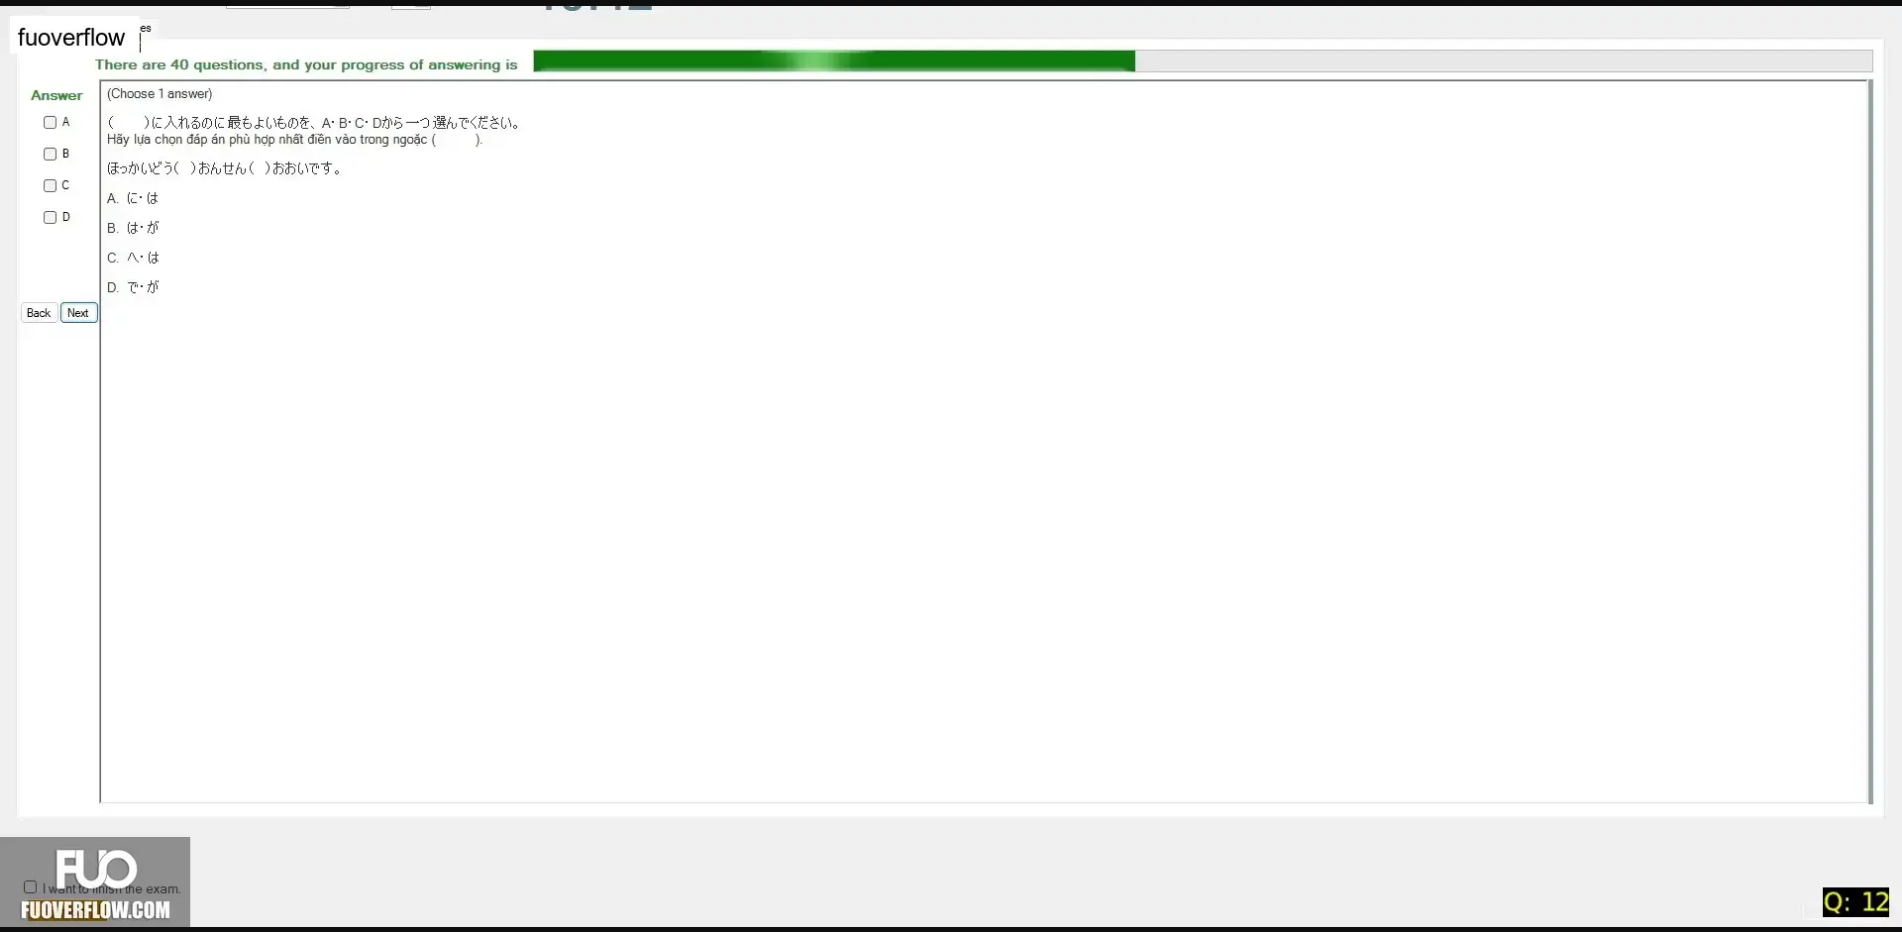 fuoverflow
es
There are 40 questions, and your progress of answering is
Answer
(Choose 1 answer)
A
B
C
D
(　　)に入れるのに最もよいものを、A・B・C・Dから一つ選んでください。
Hãy lựa chọn đáp án phù hợp nhất điền vào trong ngoặc (　　).
ほっかいどう(　)おんせん(　)おおいです。
A. に・は
B. は・が
C. へ・は
D. で・が
Back
Next
FUO
I want to finish the exam.
FUOVERFLOW.COM
Q: 12